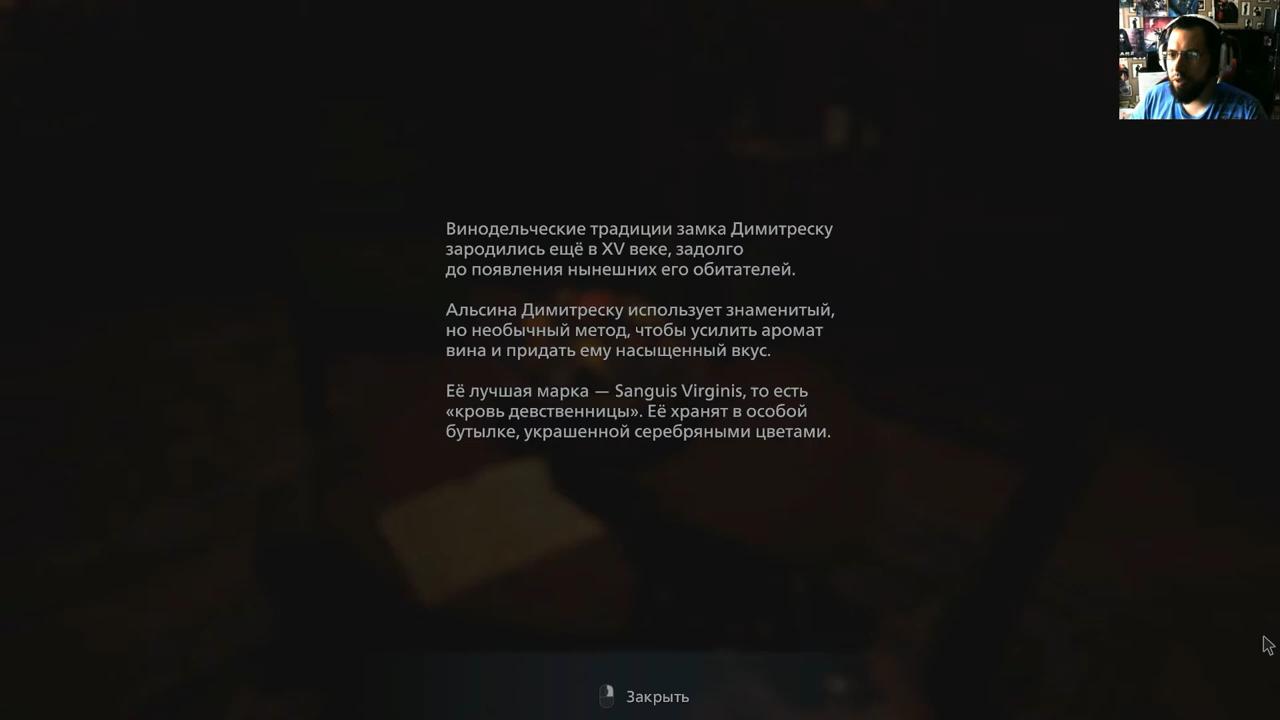 Винодельческие традиции замка Димитреску
зародились ещё в XV веке, задолго
до появления нынешних его обитателей.
Альсина Димитреску использует знаменитый,
но необычный метод, чтобы усилить аромат
вина и придать ему насыщенный вкус.
Её лучшая марка — Sanguis Virginis, то есть
«кровь девственницы». Её хранят в особой
бутылке, украшенной серебряными цветами.
Закрыть